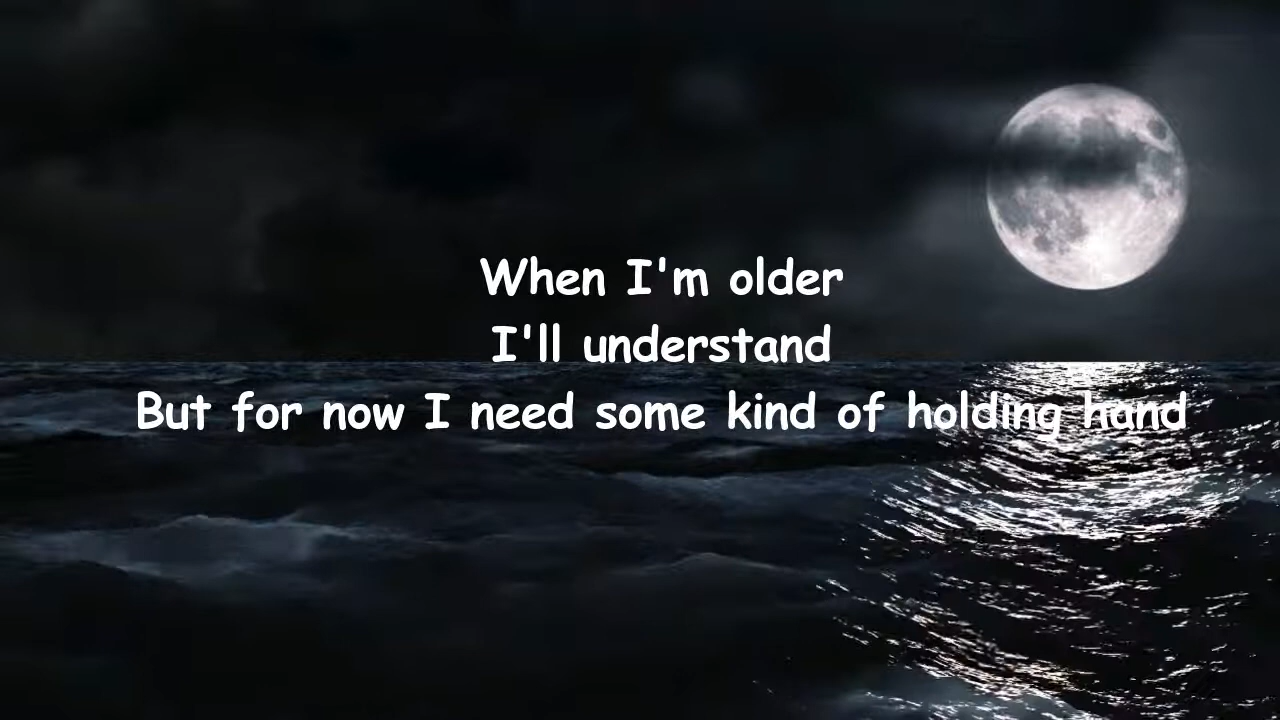 When I'm older
I'll understand
But for now I need some kind of holding hand